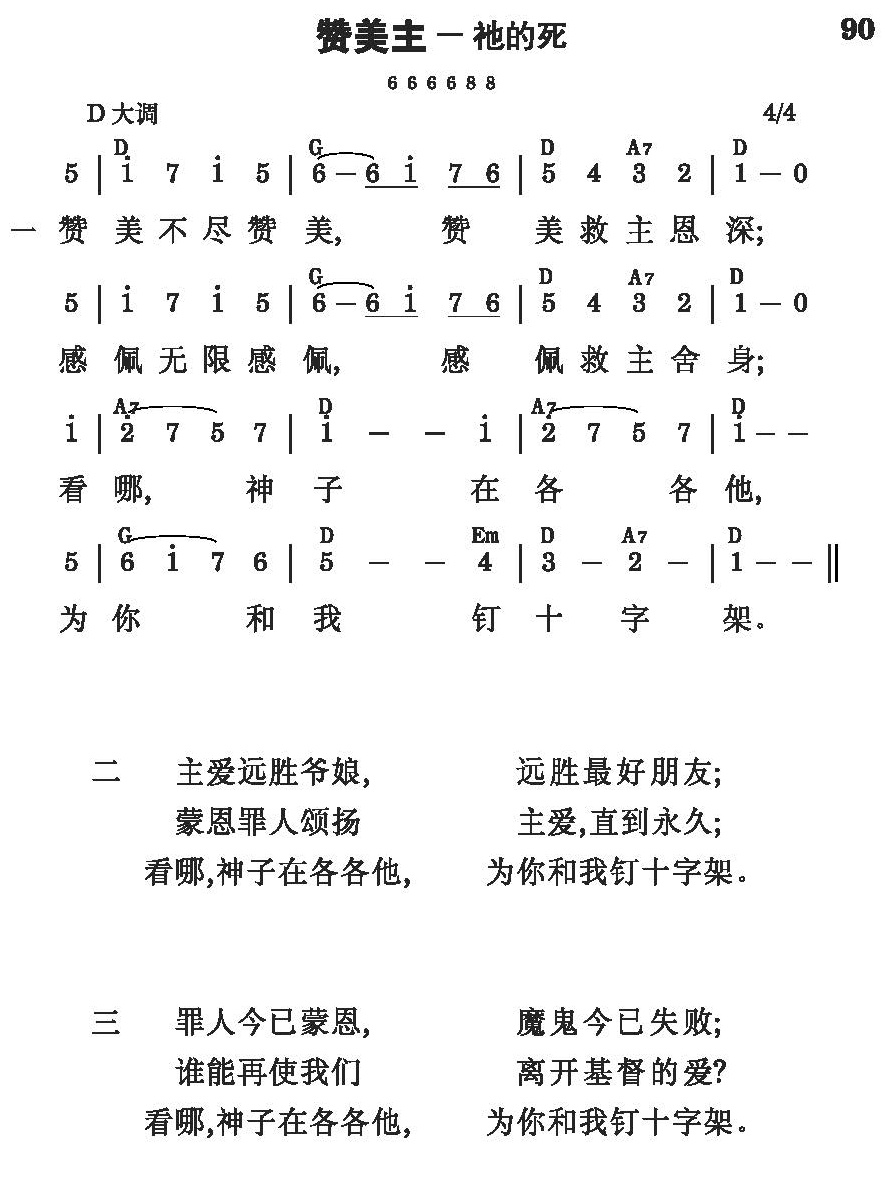 赞美主 — 祂的死 90
6 6 6 6 8 8
D 大调 4/4
D G D A7 D
5 | i 7 i 5 | 6 — 6 i 7 6 | 5 4 3 2 | 1 — 0
一 赞 美 不 尽 赞 美, 赞 美 救 主 恩 深;
G D A7 D
5 | i 7 i 5 | 6 — 6 i 7 6 | 5 4 3 2 | 1 — 0
感 佩 无 限 感 佩, 感 佩 救 主 舍 身;
A7 D A7 D
i | 2̇ 7 5 7 | i — — i | 2̇ 7 5 7 | i — —
看 哪, 神 子 在 各 各 他,
G D Em D A7 D
5 | 6 i 7 6 | 5 — — 4 | 3 — 2 — | 1 — — ‖
为 你 和 我 钉 十 字 架。
二 主爱远胜爷娘, 远胜最好朋友;
蒙恩罪人颂扬 主爱,直到永久;
看哪,神子在各各他, 为你和我钉十字架。
三 罪人今已蒙恩, 魔鬼今已失败;
谁能再使我们 离开基督的爱?
看哪,神子在各各他, 为你和我钉十字架。